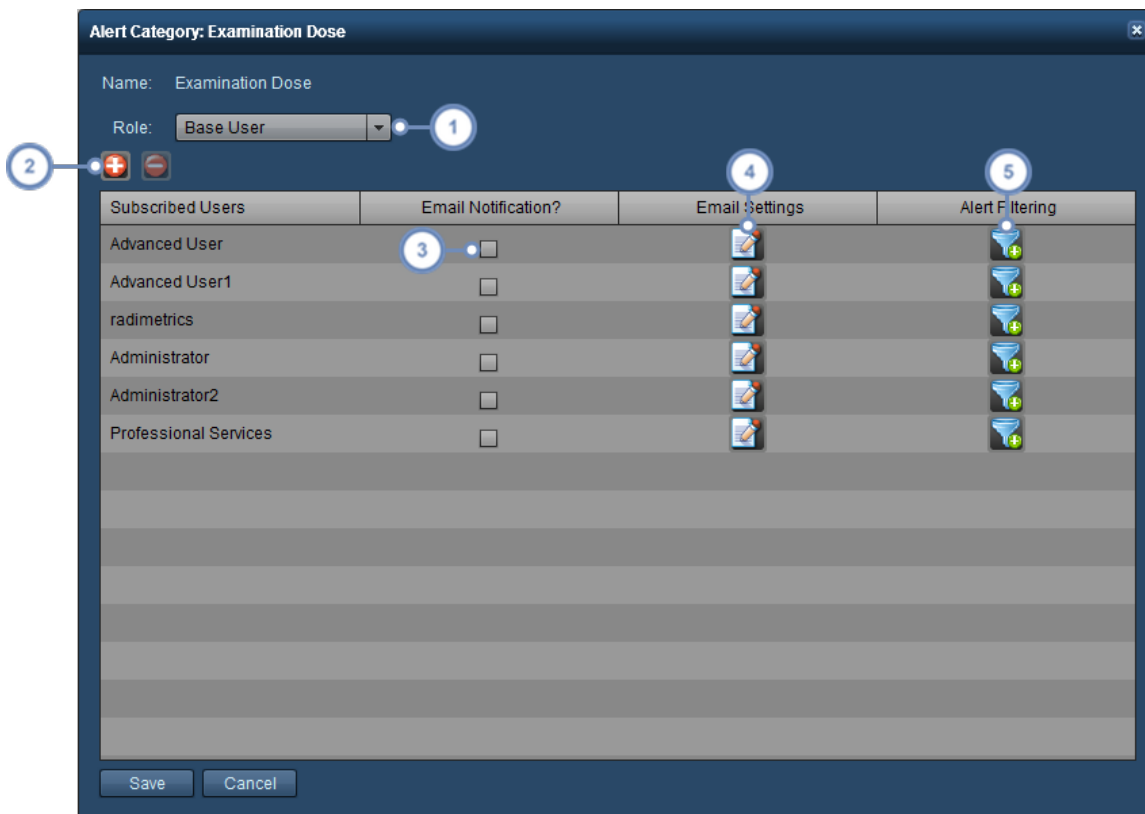 Alert Category: Examination Dose
Name: Examination Dose
Role: Base User
1
2
4
5
Subscribed Users Email Notification? Email Settings Alert Filtering
Advanced User
3
Advanced User1
radimetrics
Administrator
Administrator2
Professional Services
Save Cancel